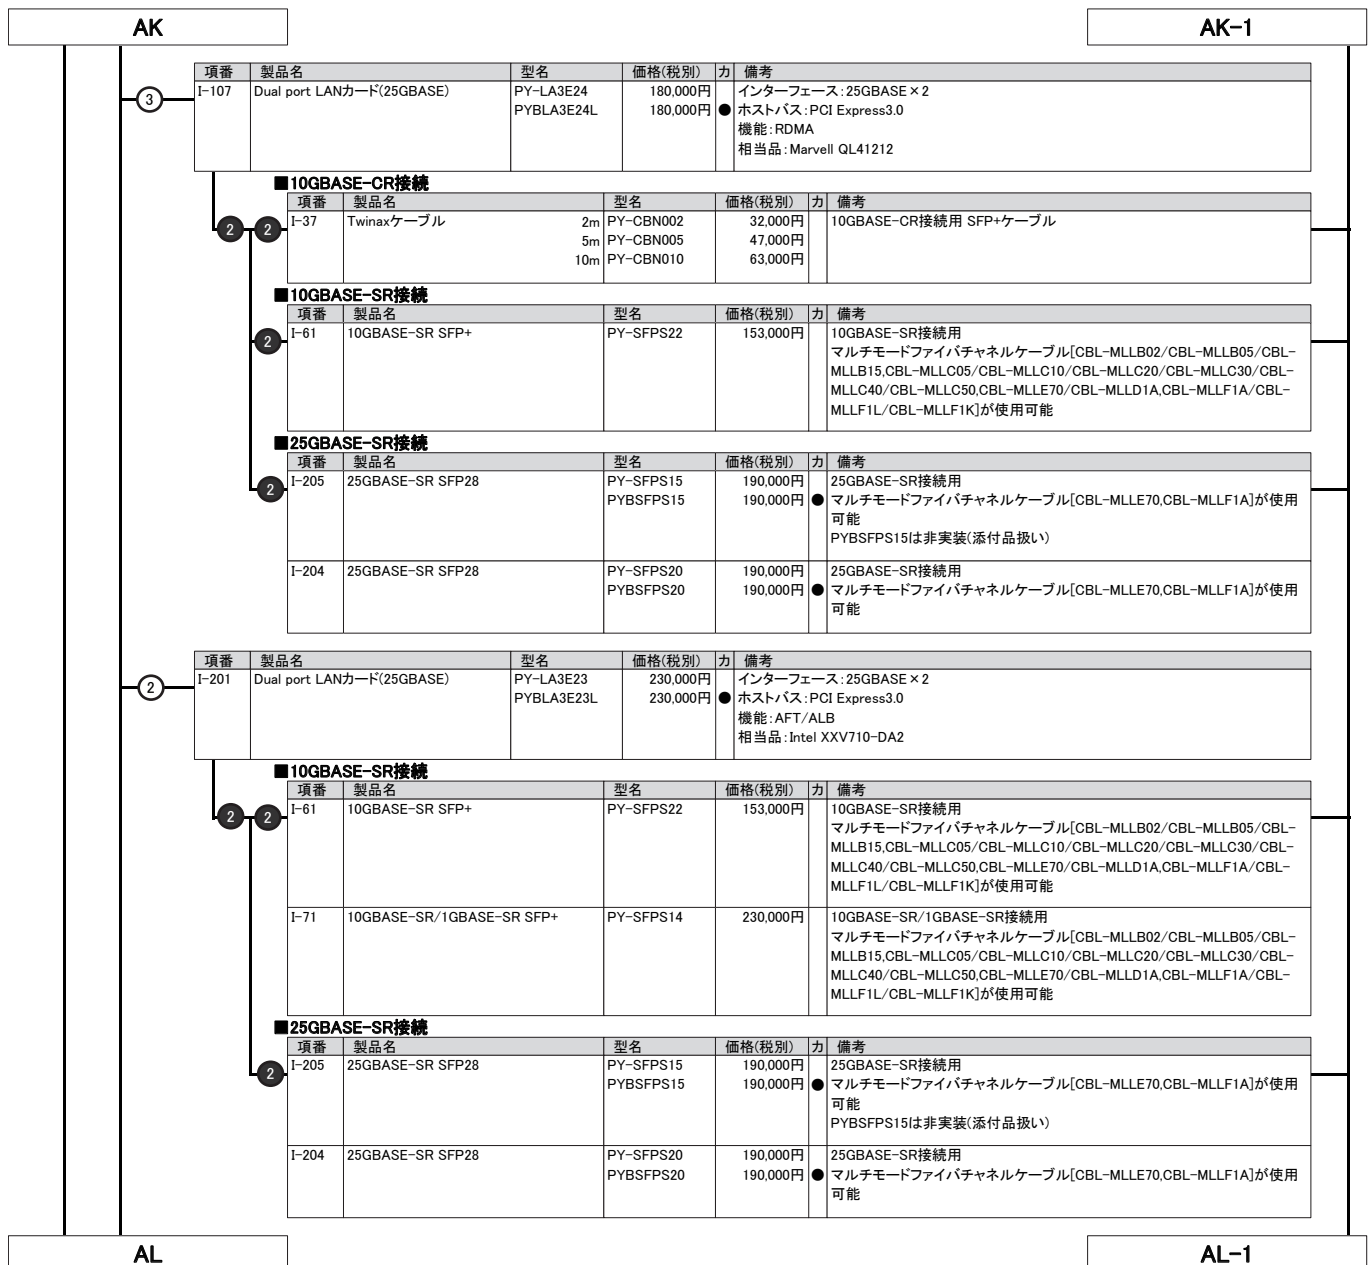 AK
AK-1
項番 製品名 型名 価格(税別) カ 備考
3
I-107 Dual port LANカード(25GBASE) PY-LA3E24 180,000円 インターフェース:25GBASE×2
PYBLA3E24L 180,000円 ● ホストバス:PCI Express3.0
機能:RDMA
相当品:Marvell QL41212
■10GBASE-CR接続
項番 製品名 型名 価格(税別) カ 備考
2 2
I-37 Twinaxケーブル 2m PY-CBN002 32,000円 10GBASE-CR接続用 SFP+ケーブル
5m PY-CBN005 47,000円
10m PY-CBN010 63,000円
■10GBASE-SR接続
項番 製品名 型名 価格(税別) カ 備考
2
I-61 10GBASE-SR SFP+ PY-SFPS22 153,000円 10GBASE-SR接続用
マルチモードファイバチャネルケーブル[CBL-MLLB02/CBL-MLLB05/CBL-
MLLB15,CBL-MLLC05/CBL-MLLC10/CBL-MLLC20/CBL-MLLC30/CBL-
MLLC40/CBL-MLLC50,CBL-MLLE70/CBL-MLLD1A,CBL-MLLF1A/CBL-
MLLF1L/CBL-MLLF1K]が使用可能
■25GBASE-SR接続
項番 製品名 型名 価格(税別) カ 備考
2
I-205 25GBASE-SR SFP28 PY-SFPS15 190,000円 25GBASE-SR接続用
PYBSFPS15 190,000円 ● マルチモードファイバチャネルケーブル[CBL-MLLE70,CBL-MLLF1A]が使用
可能
PYBSFPS15は非実装(添付品扱い)
I-204 25GBASE-SR SFP28 PY-SFPS20 190,000円 25GBASE-SR接続用
PYBSFPS20 190,000円 ● マルチモードファイバチャネルケーブル[CBL-MLLE70,CBL-MLLF1A]が使用
可能
項番 製品名 型名 価格(税別) カ 備考
2
I-201 Dual port LANカード(25GBASE) PY-LA3E23 230,000円 インターフェース:25GBASE×2
PYBLA3E23L 230,000円 ● ホストバス:PCI Express3.0
機能:AFT/ALB
相当品:Intel XXV710-DA2
■10GBASE-SR接続
項番 製品名 型名 価格(税別) カ 備考
2 2
I-61 10GBASE-SR SFP+ PY-SFPS22 153,000円 10GBASE-SR接続用
マルチモードファイバチャネルケーブル[CBL-MLLB02/CBL-MLLB05/CBL-
MLLB15,CBL-MLLC05/CBL-MLLC10/CBL-MLLC20/CBL-MLLC30/CBL-
MLLC40/CBL-MLLC50,CBL-MLLE70/CBL-MLLD1A,CBL-MLLF1A/CBL-
MLLF1L/CBL-MLLF1K]が使用可能
I-71 10GBASE-SR/1GBASE-SR SFP+ PY-SFPS14 230,000円 10GBASE-SR/1GBASE-SR接続用
マルチモードファイバチャネルケーブル[CBL-MLLB02/CBL-MLLB05/CBL-
MLLB15,CBL-MLLC05/CBL-MLLC10/CBL-MLLC20/CBL-MLLC30/CBL-
MLLC40/CBL-MLLC50,CBL-MLLE70/CBL-MLLD1A,CBL-MLLF1A/CBL-
MLLF1L/CBL-MLLF1K]が使用可能
■25GBASE-SR接続
項番 製品名 型名 価格(税別) カ 備考
2
I-205 25GBASE-SR SFP28 PY-SFPS15 190,000円 25GBASE-SR接続用
PYBSFPS15 190,000円 ● マルチモードファイバチャネルケーブル[CBL-MLLE70,CBL-MLLF1A]が使用
可能
PYBSFPS15は非実装(添付品扱い)
I-204 25GBASE-SR SFP28 PY-SFPS20 190,000円 25GBASE-SR接続用
PYBSFPS20 190,000円 ● マルチモードファイバチャネルケーブル[CBL-MLLE70,CBL-MLLF1A]が使用
可能
AL
AL-1